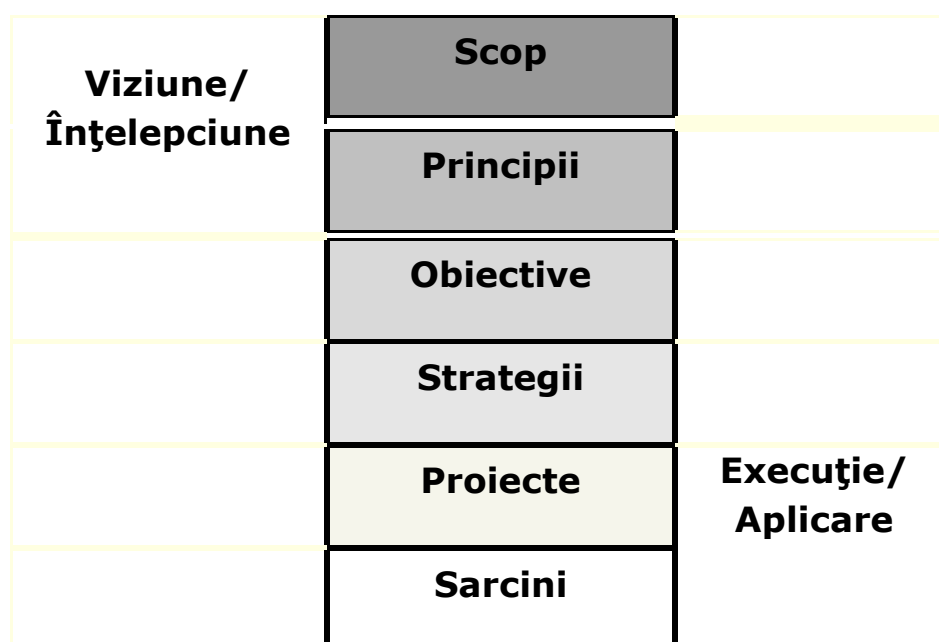 Viziune/
Înţelepciune
Scop
Principii
Obiective
Strategii
Proiecte
Execuţie/
Aplicare
Sarcini